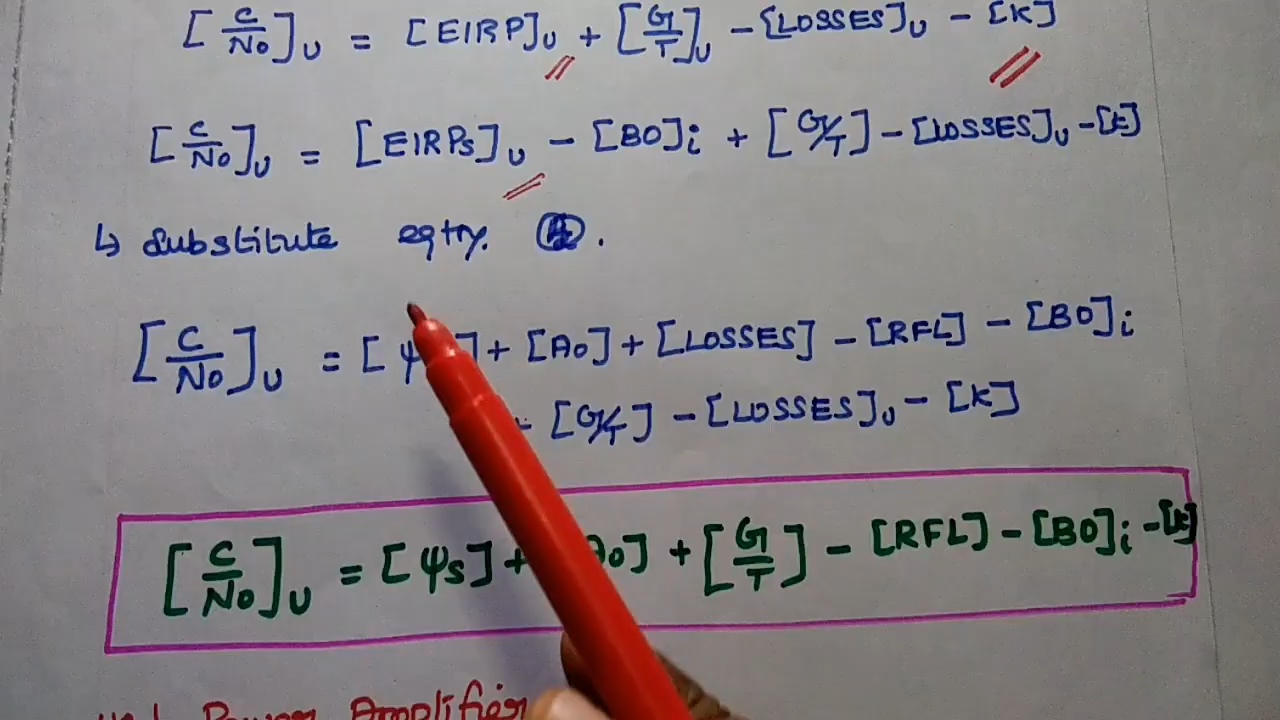 [C/No]U = [EIRP]U + [G/T]U - [LOSSES]U - [K]
[C/No]U = [EIRPs]U - [BO]i + [G/T] - [LOSSES]U - [K]
↳ Substitute eqtn. .
[C/No]U = [ψ ] + [Ao] + [LOSSES] - [RFL] - [BO]i
[G/T] - [LOSSES]U - [K]
[C/No]U = [ψs] + Ao] + [G/T] - [RFL] - [BO]i - [K]
Power Amplifier